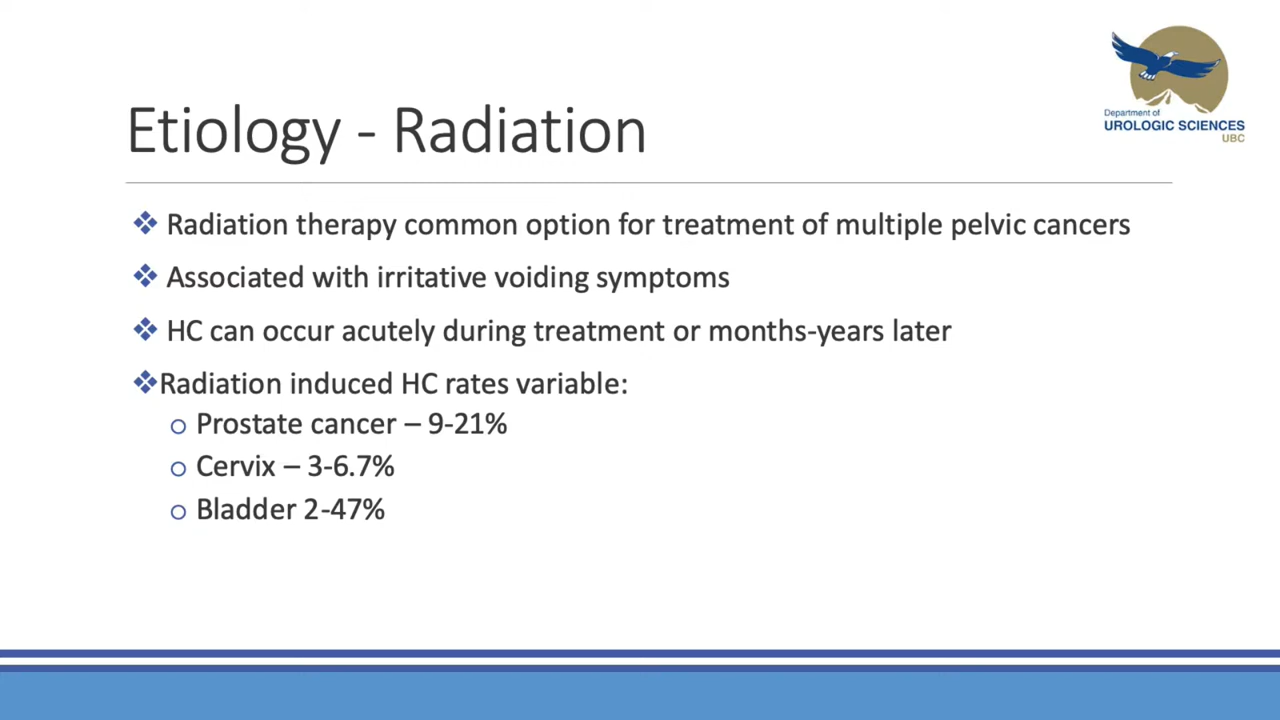 Department of
UROLOGIC SCIENCES
UBC
Etiology - Radiation
❖ Radiation therapy common option for treatment of multiple pelvic cancers
❖ Associated with irritative voiding symptoms
❖ HC can occur acutely during treatment or months-years later
❖Radiation induced HC rates variable:
o Prostate cancer – 9-21%
o Cervix – 3-6.7%
o Bladder 2-47%